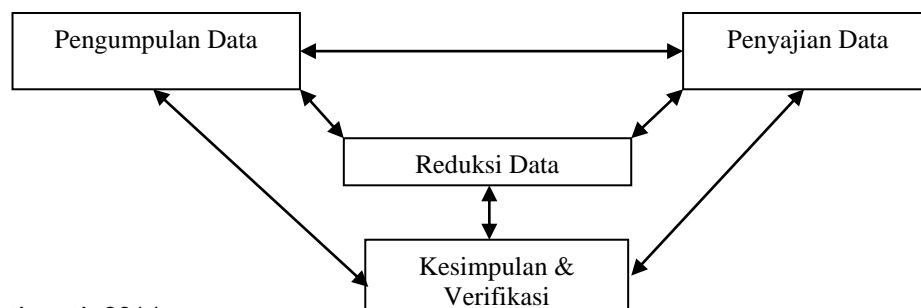 Pengumpulan Data
Penyajian Data
Reduksi Data
Kesimpulan &
Verifikasi